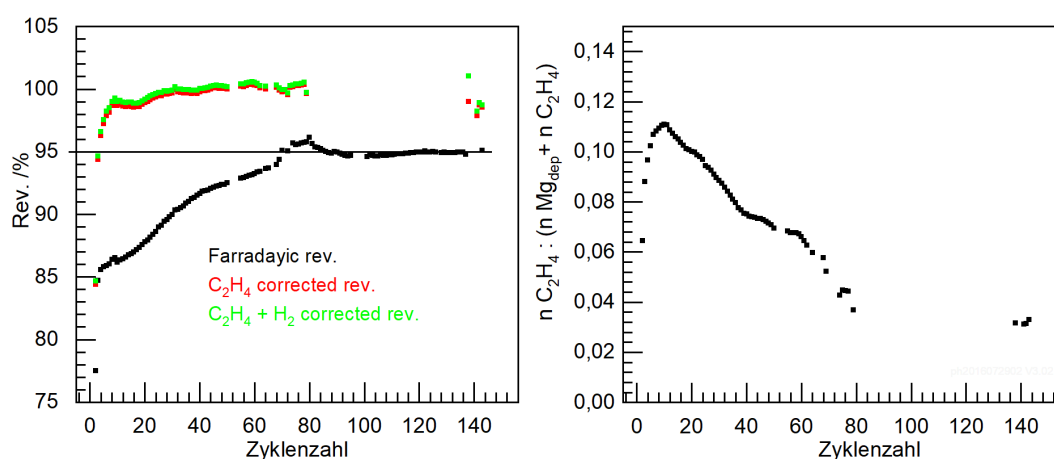 105
100
95
90
85
80
75
Rev. /%
Farradayic rev.
C₂H₄ corrected rev.
C₂H₄ + H₂ corrected rev.
0 20 40 60 80 100 120 140
Zyklenzahl
0,14
0,12
0,10
0,08
0,06
0,04
0,02
0,00
n C₂H₄ : (n Mg_dep + n C₂H₄)
0 20 40 60 80 100 120 140
Zyklenzahl